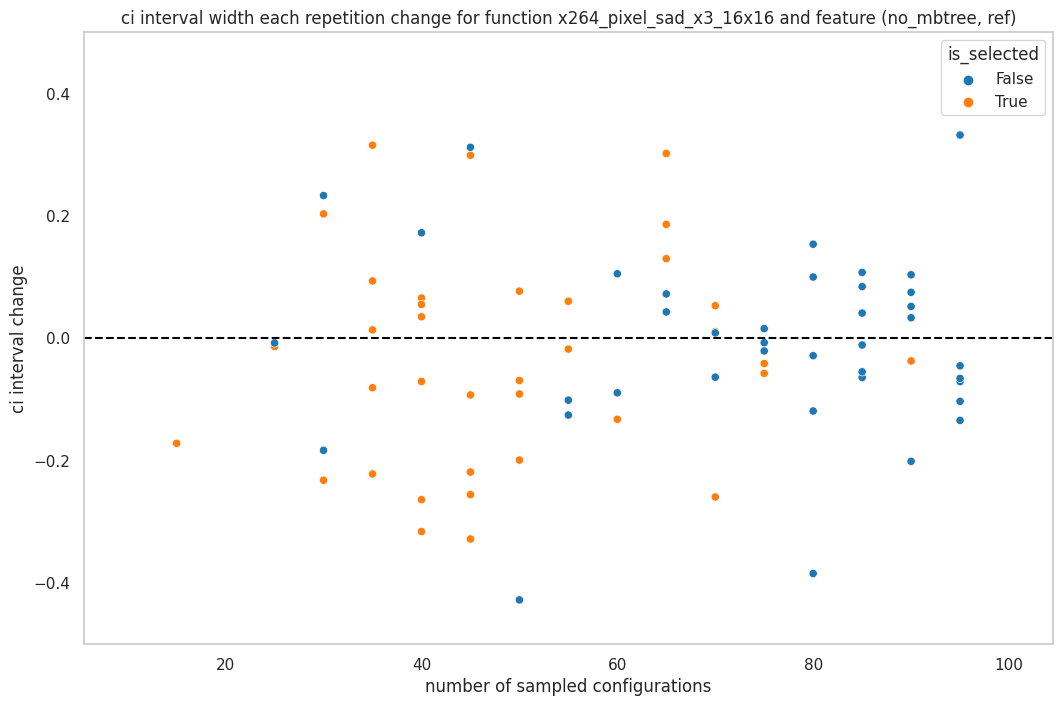 ci interval width each repetition change for function x264_pixel_sad_x3_16x16 and feature (no_mbtree, ref)
is_selected
False
True
0.4
0.2
0.0
−0.2
−0.4
ci interval change
20
40
60
80
100
number of sampled configurations